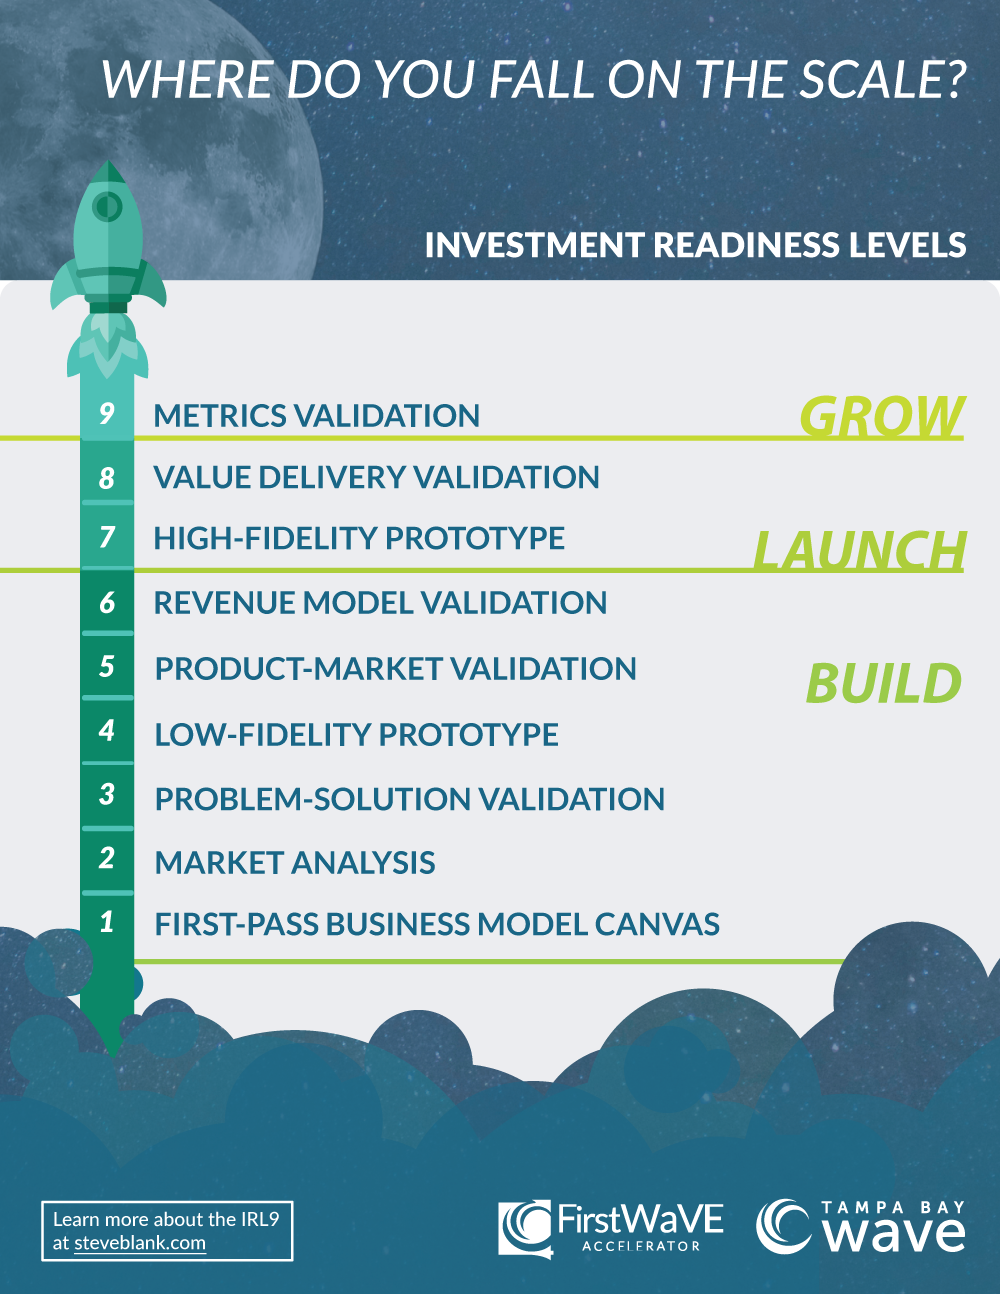 WHERE DO YOU FALL ON THE SCALE?
INVESTMENT READINESS LEVELS
9 METRICS VALIDATION
GROW
8 VALUE DELIVERY VALIDATION
7 HIGH-FIDELITY PROTOTYPE
LAUNCH
6 REVENUE MODEL VALIDATION
5 PRODUCT-MARKET VALIDATION
BUILD
4 LOW-FIDELITY PROTOTYPE
3 PROBLEM-SOLUTION VALIDATION
2 MARKET ANALYSIS
1 FIRST-PASS BUSINESS MODEL CANVAS
Learn more about the IRL9
at steveblank.com
FirstWaVE
ACCELERATOR
TAMPA BAY
wave